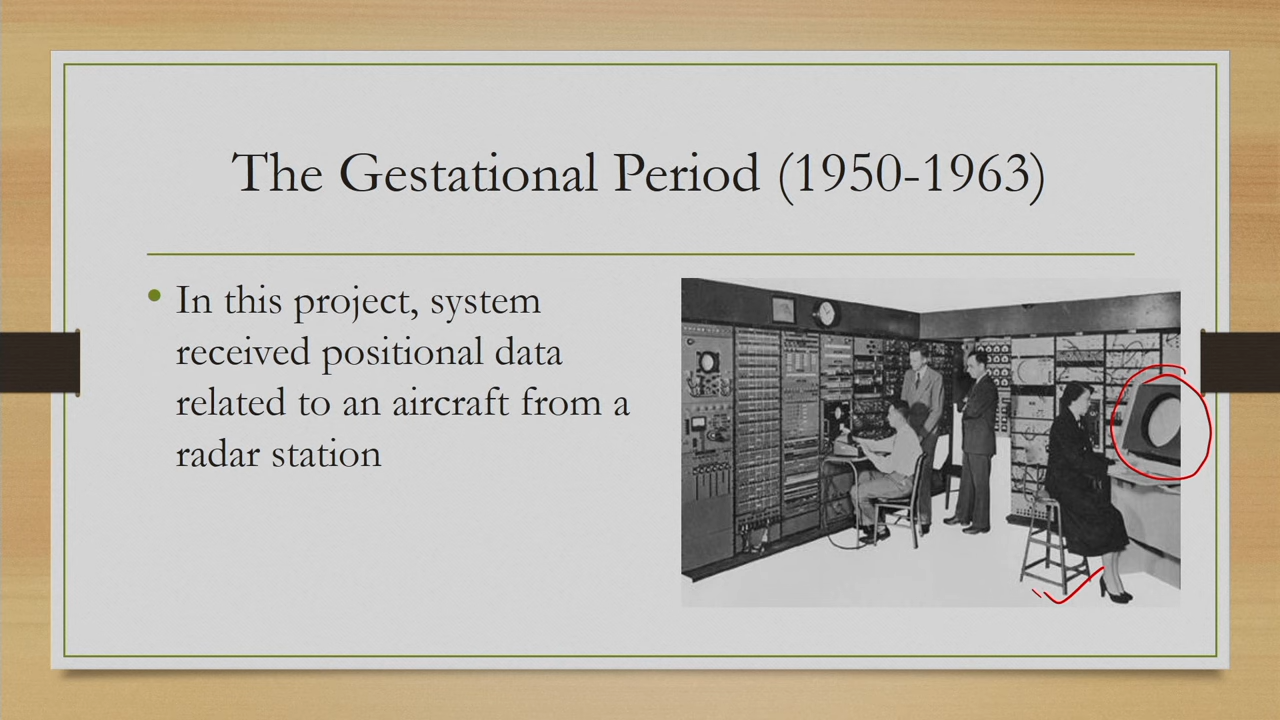 The Gestational Period (1950-1963)
• In this project, system
received positional data
related to an aircraft from a
radar station